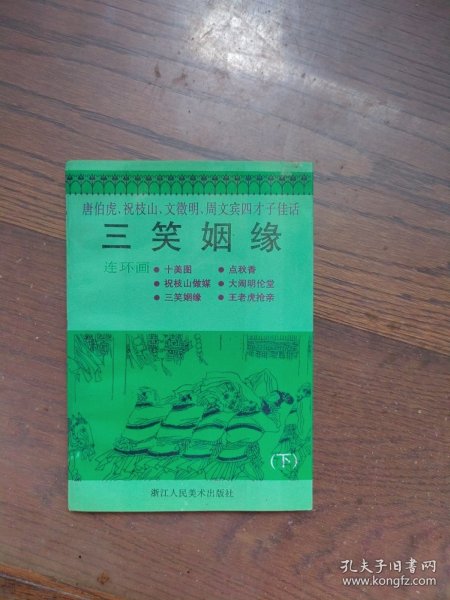 唐伯虎、祝枝山、文徵明、周文宾四才子佳话
三笑姻缘
连环画 ● 十美图 ● 点秋香
● 祝枝山做媒 ● 大闹明伦堂
● 三笑姻缘 ● 王老虎抢亲
(下)
浙江人民美术出版社
孔夫子旧书网
www.kongfz.com